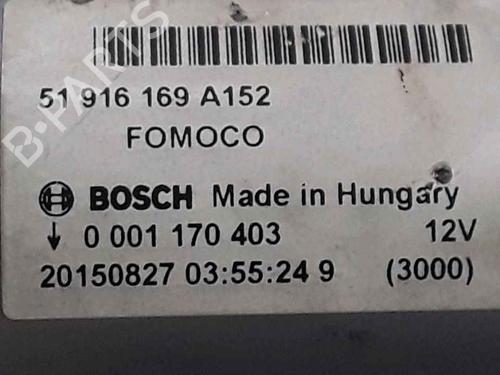 51 916 169 A152
FOMOCO
BOSCH Made in Hungary
0 001 170 403 12V
20150827 03:55:24 9 (3000)
B-PARTS